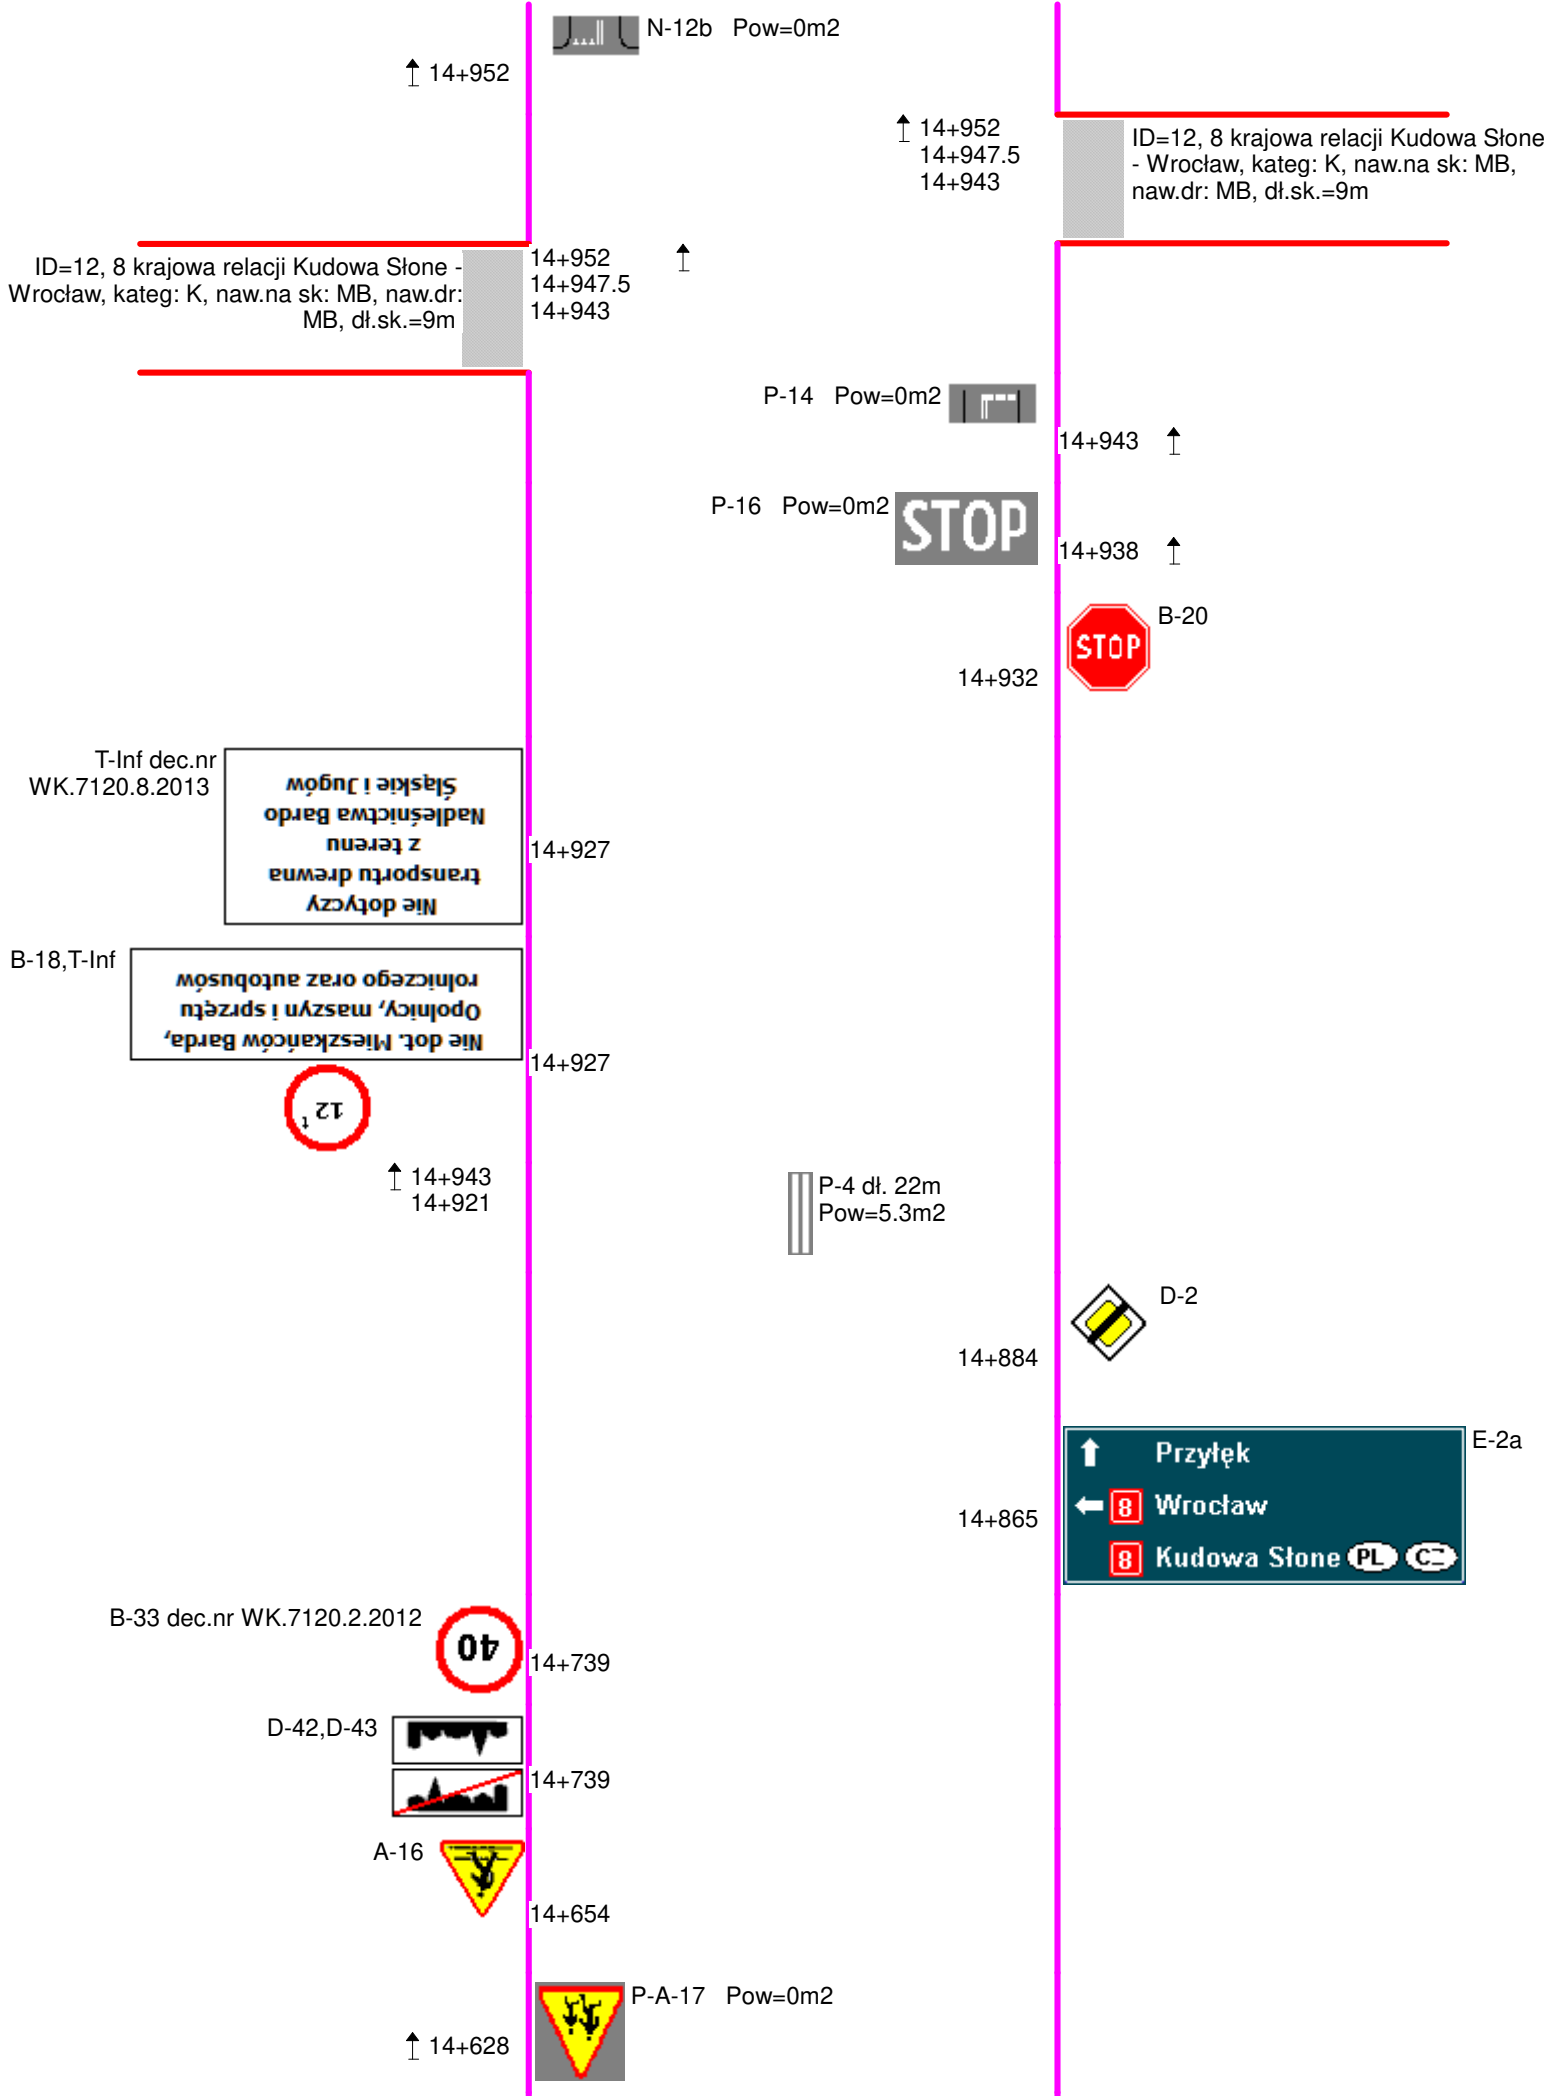 N-12b Pow=0m2
14+952
14+952
14+947.5
14+943
ID=12, 8 krajowa relacji Kudowa Słone
- Wrocław, kateg: K, naw.na sk: MB,
naw.dr: MB, dł.sk.=9m
ID=12, 8 krajowa relacji Kudowa Słone -
Wrocław, kateg: K, naw.na sk: MB, naw.dr:
MB, dł.sk.=9m
14+952
14+947.5
14+943
P-14 Pow=0m2
14+943
P-16 Pow=0m2
STOP
14+938
B-20
STOP
14+932
T-Inf dec.nr
WK.7120.8.2013
Nie dotyczy
transportu drewna
z terenu
Nadleśnictwa Bardo
Śląskie i Jugów
14+927
B-18,T-Inf
Nie dot. Mieszkańców Barda,
Opolnicy, maszyn i sprzętu
rolniczego oraz autobusów
14+927
12 t
14+943
14+921
P-4 dł. 22m
Pow=5.3m2
D-2
14+884
E-2a
Przyłęk
8 Wrocław
8 Kudowa Słone PL CZ
14+865
B-33 dec.nr WK.7120.2.2012
40
14+739
D-42,D-43
14+739
A-16
14+654
P-A-17 Pow=0m2
14+628